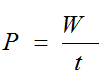 P = W / t